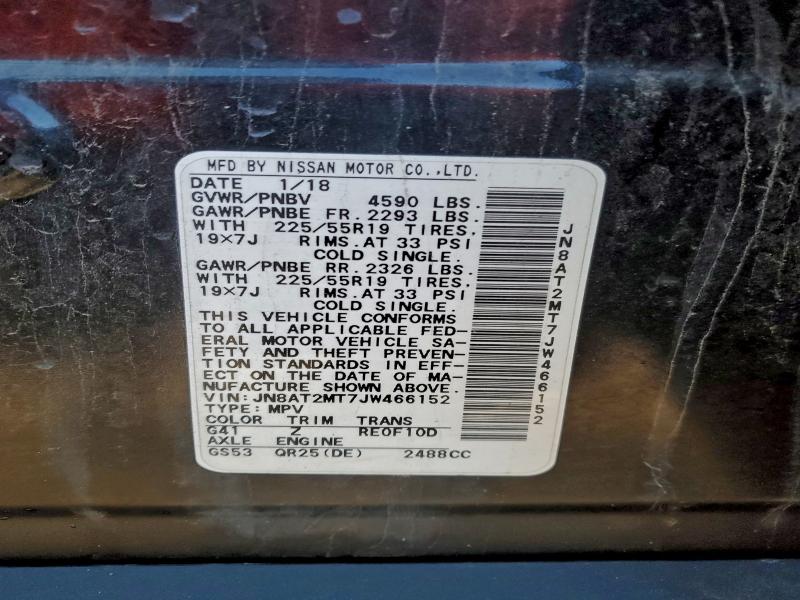 MFD BY NISSAN MOTOR CO.,LTD.
DATE 1/18
GVWR/PNBV 4590 LBS.
GAWR/PNBE FR. 2293 LBS.
WITH 225/55R19 TIRES.
19×7J RIMS. AT 33 PSI
COLD SINGLE.
GAWR/PNBE RR. 2326 LBS.
WITH 225/55R19 TIRES.
19×7J RIMS. AT 33 PSI
COLD SINGLE.
THIS VEHICLE CONFORMS
TO ALL APPLICABLE FED-
ERAL MOTOR VEHICLE SA-
FETY AND THEFT PREVEN-
TION STANDARDS IN EFF-
ECT ON THE DATE OF MA-
NUFACTURE SHOWN ABOVE.
VIN: JN8AT2MT7JW466152
TYPE: MPV
COLOR TRIM TRANS
G41 Z RE0F10D
AXLE ENGINE
GS53 QR25(DE) 2488CC
JN8AT2MT7JW466152